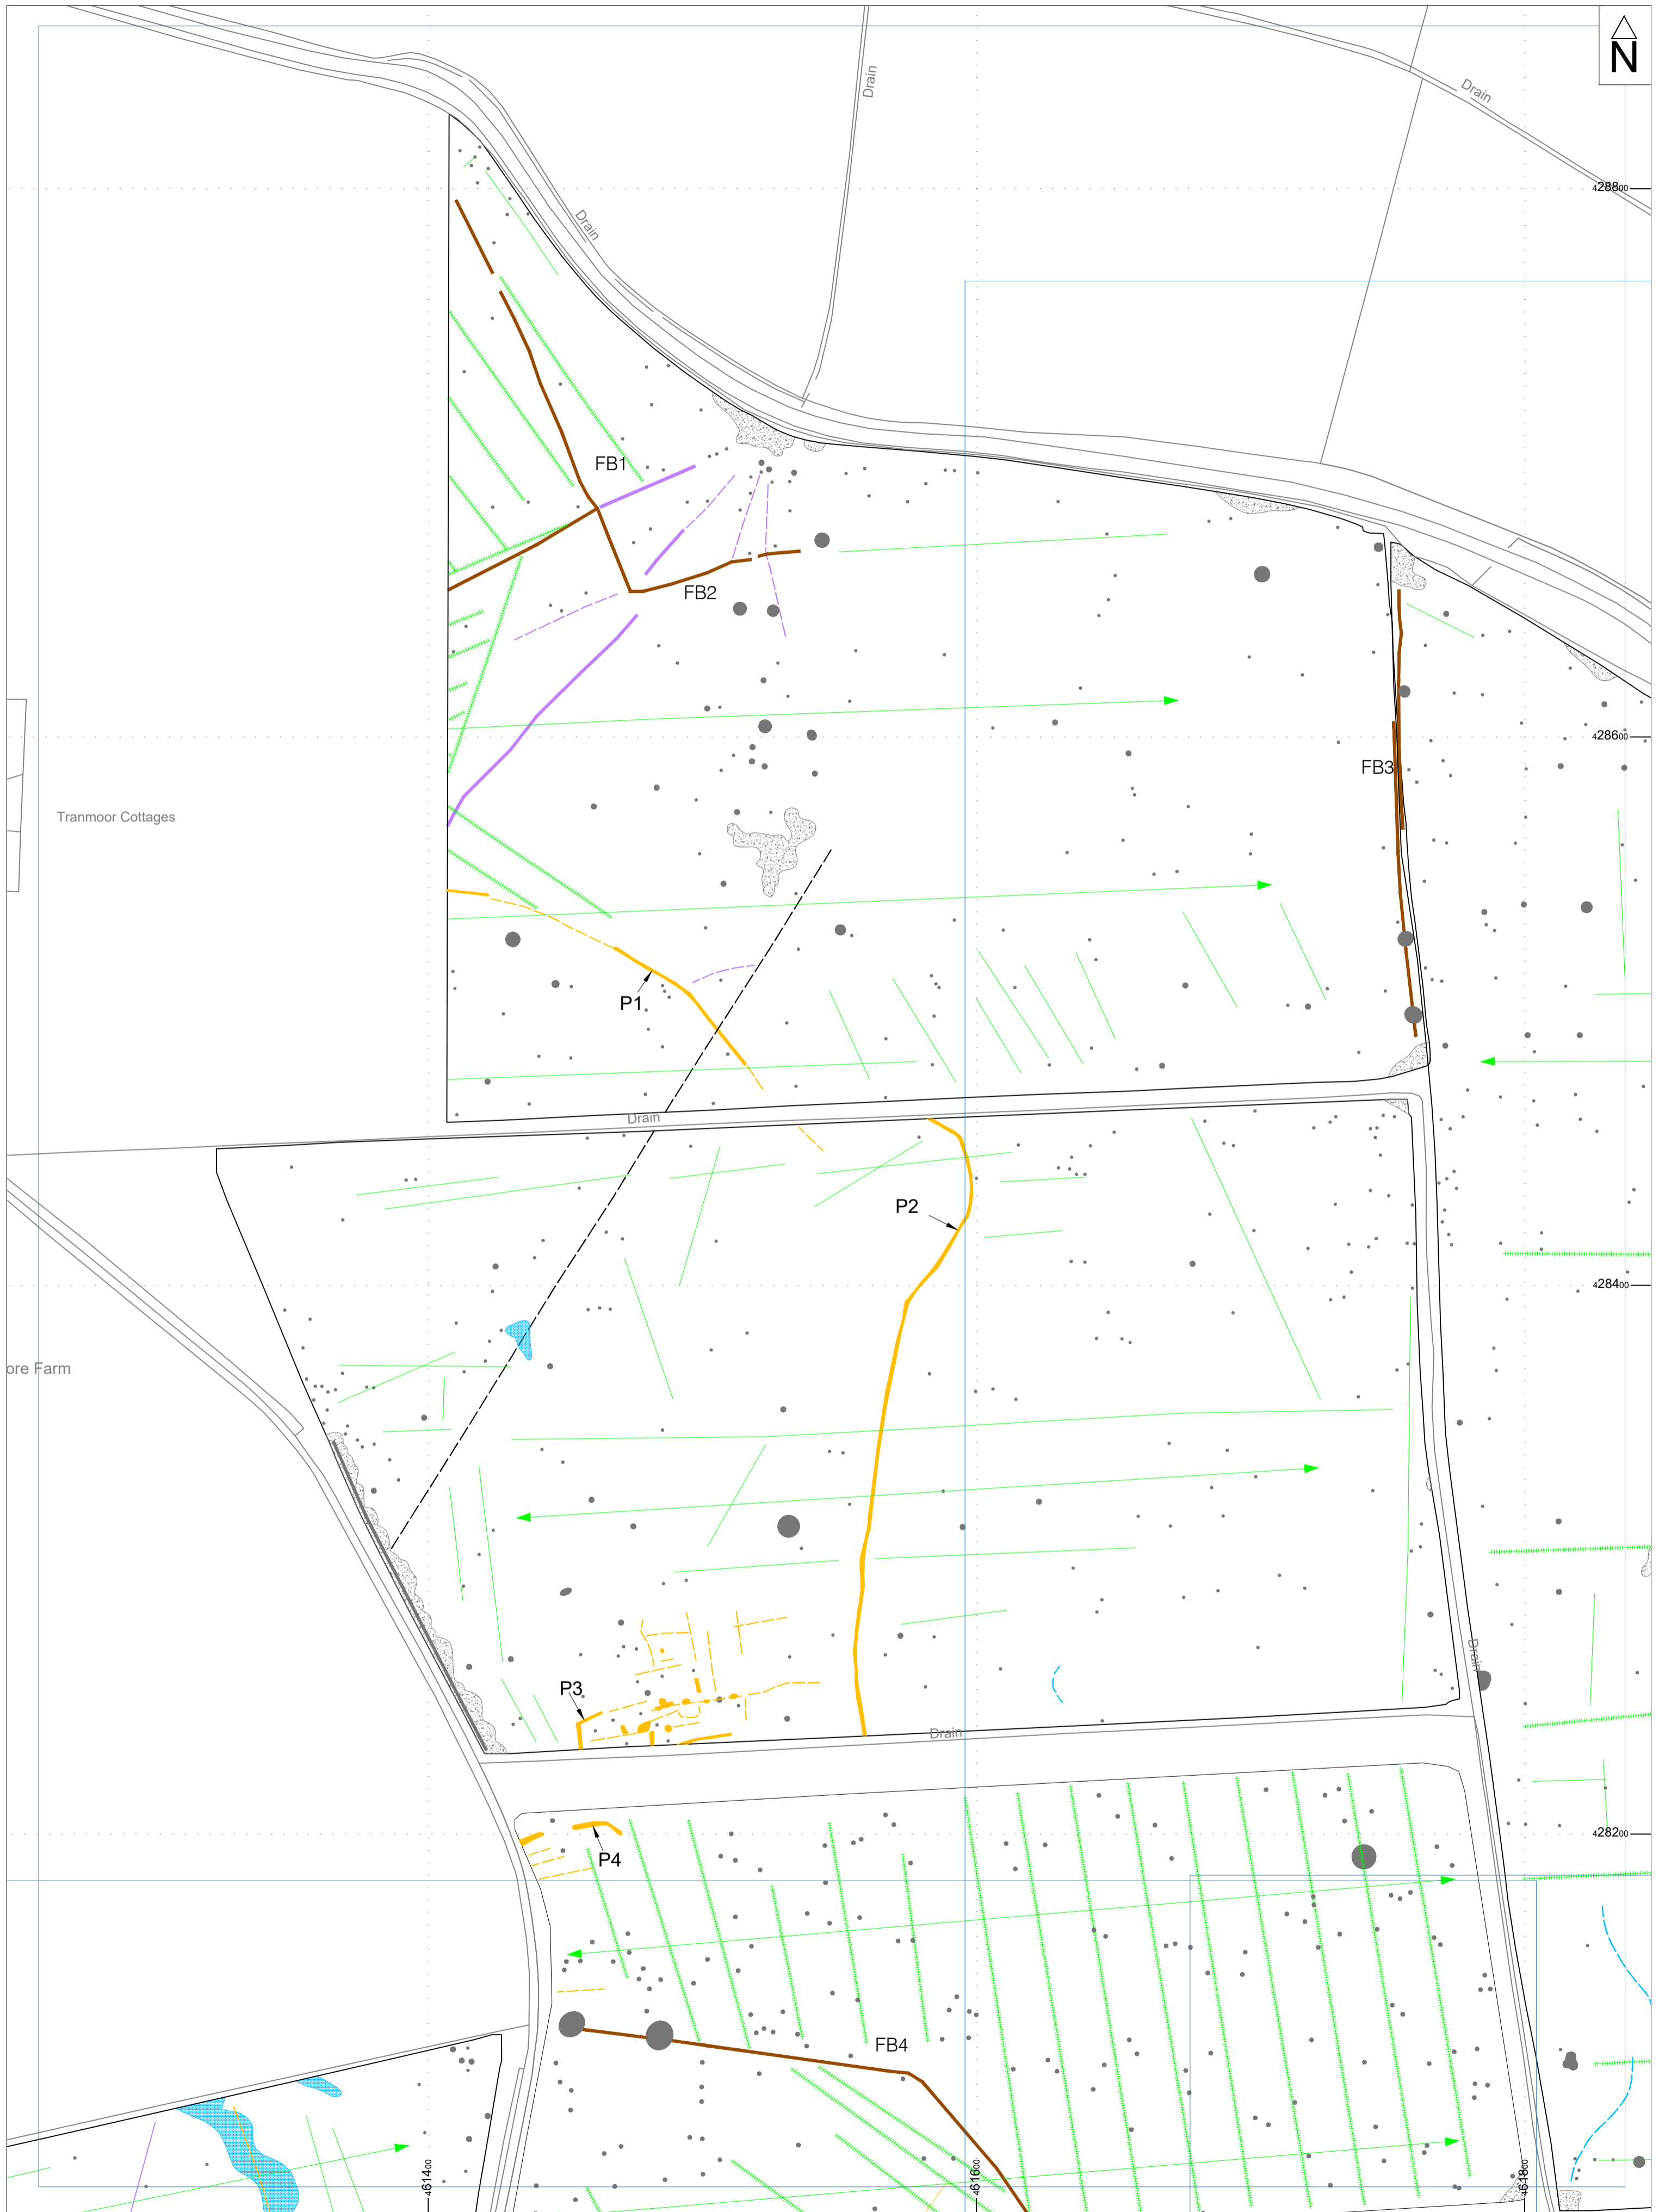 N
Drain
Drain
428800
Drain
FB1
FB2
428600
FB3
Tranmoor Cottages
P1
Drain
P2
428400
ore Farm
Drain
P3
Drain
428200
P4
FB4
461400
461600
461800